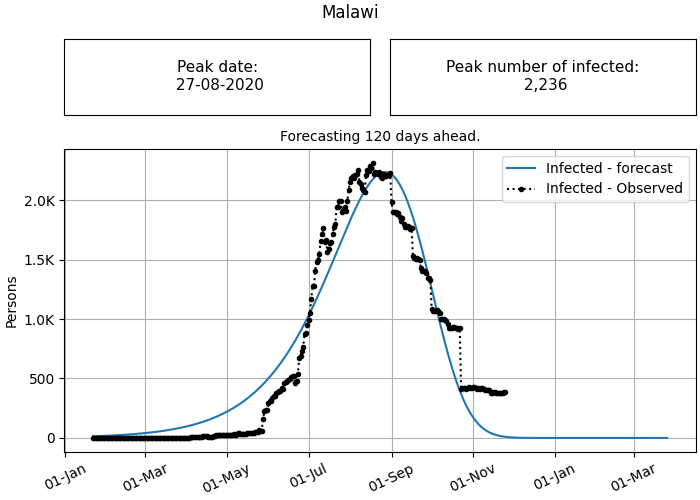 Malawi
Peak date:
27-08-2020
Peak number of infected:
2,236
Forecasting 120 days ahead.
Infected - forecast
Infected - Observed
Persons
2.0K
1.5K
1.0K
500
0
01-Jan
01-Mar
01-May
01-Jul
01-Sep
01-Nov
01-Jan
01-Mar